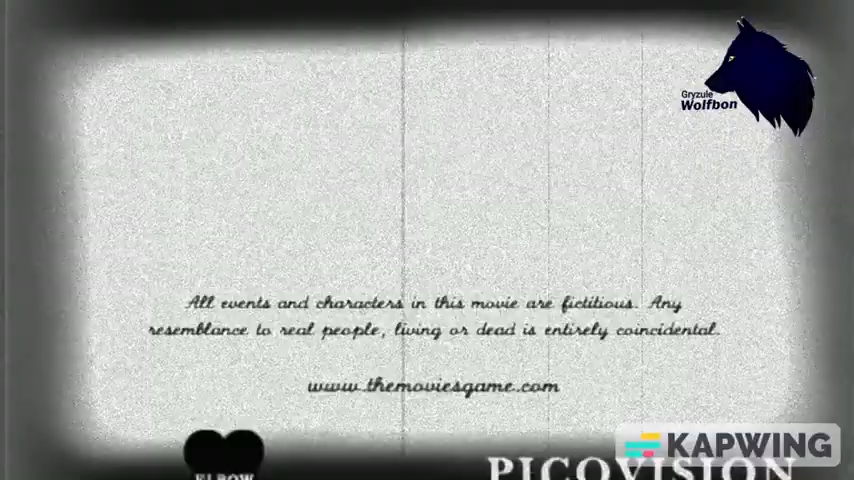 Gryzule
Wolfbon
All events and characters in this movie are fictitious. Any
resemblance to real people, living or dead is entirely coincidental.
www.themoviesgame.com
KAPWING
ELBOW
PICOVISION